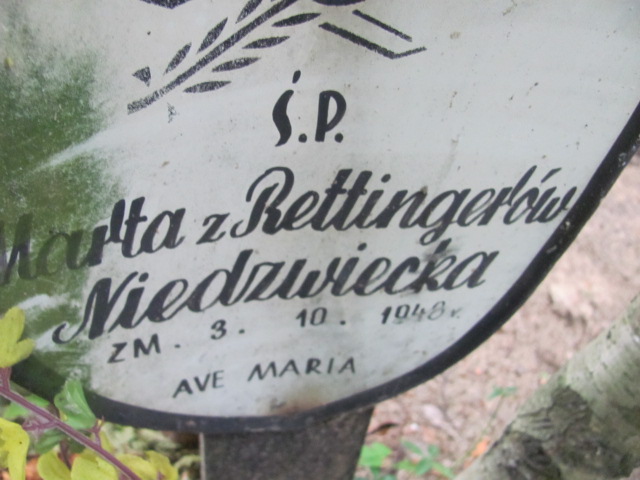 Ś.P.
Marta z Rettingerów
Niedzwiecka
ZM. 3. 10. 1948 r.
AVE MARIA